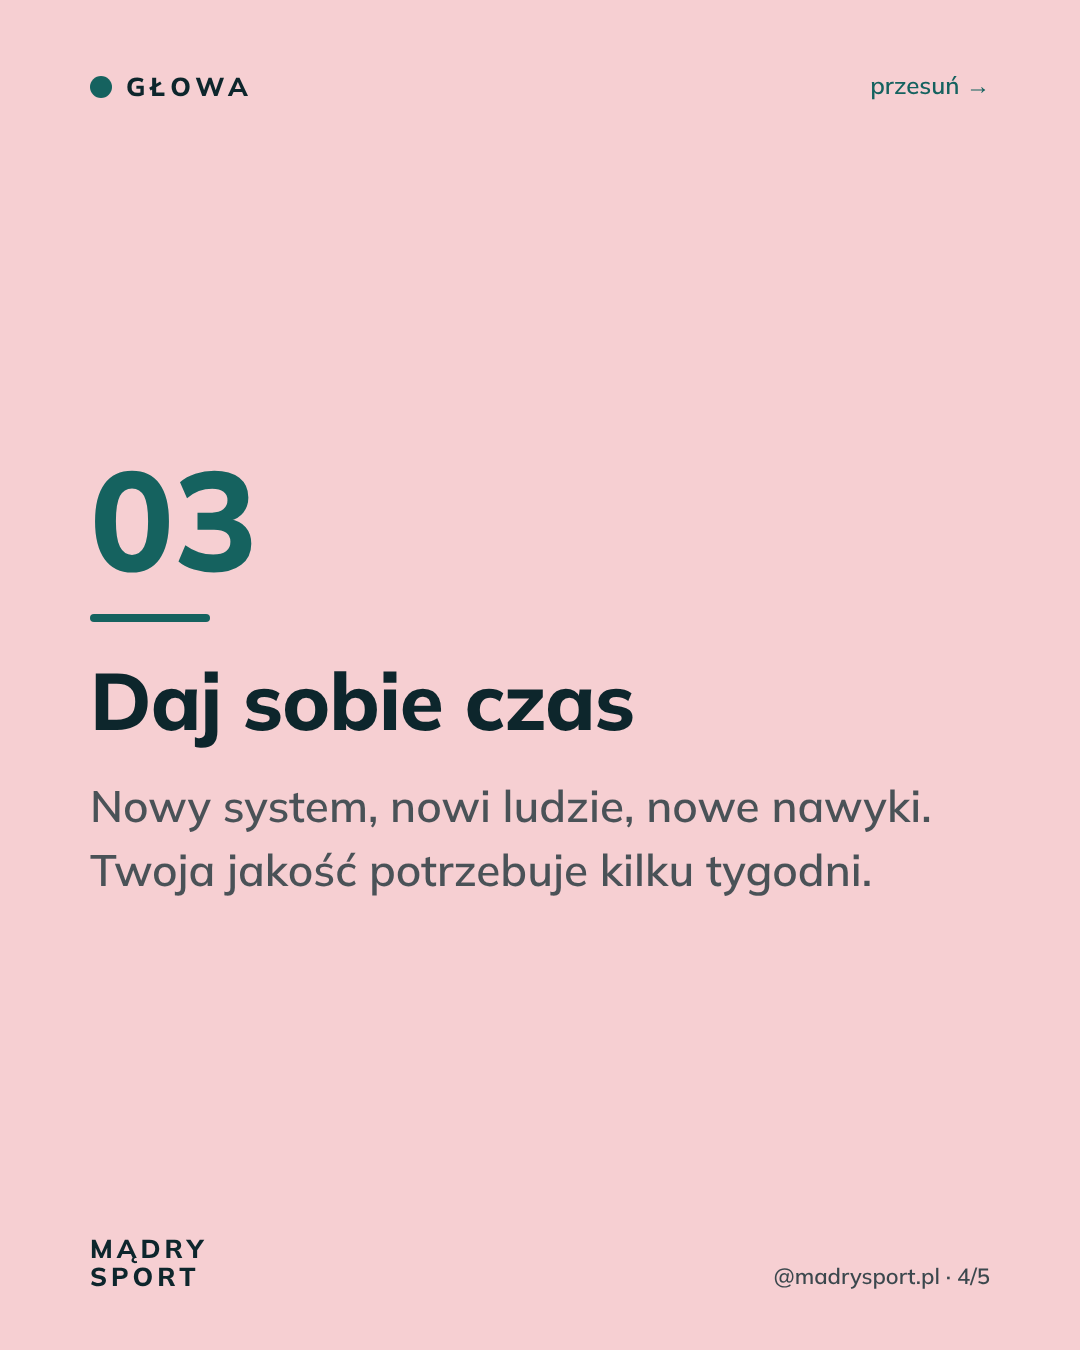 GŁOWA
przesuń →
03
Daj sobie czas
Nowy system, nowi ludzie, nowe nawyki.
Twoja jakość potrzebuje kilku tygodni.
MĄDRY
SPORT
@madrysport.pl · 4/5